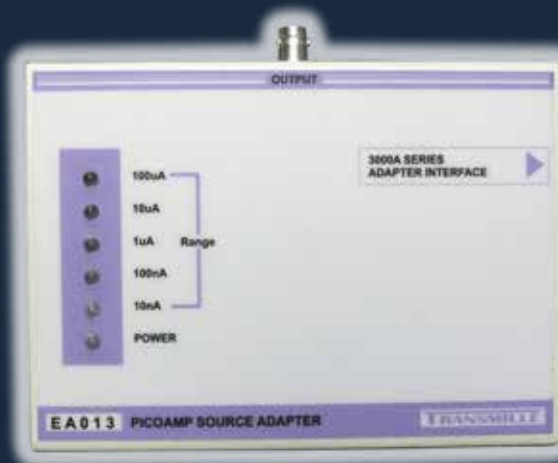 OUTPUT
3000A SERIES
ADAPTER INTERFACE
100uA
10uA
1uA Range
100nA
10nA
POWER
EA013 PICOAMP SOURCE ADAPTER TRANSMILLE